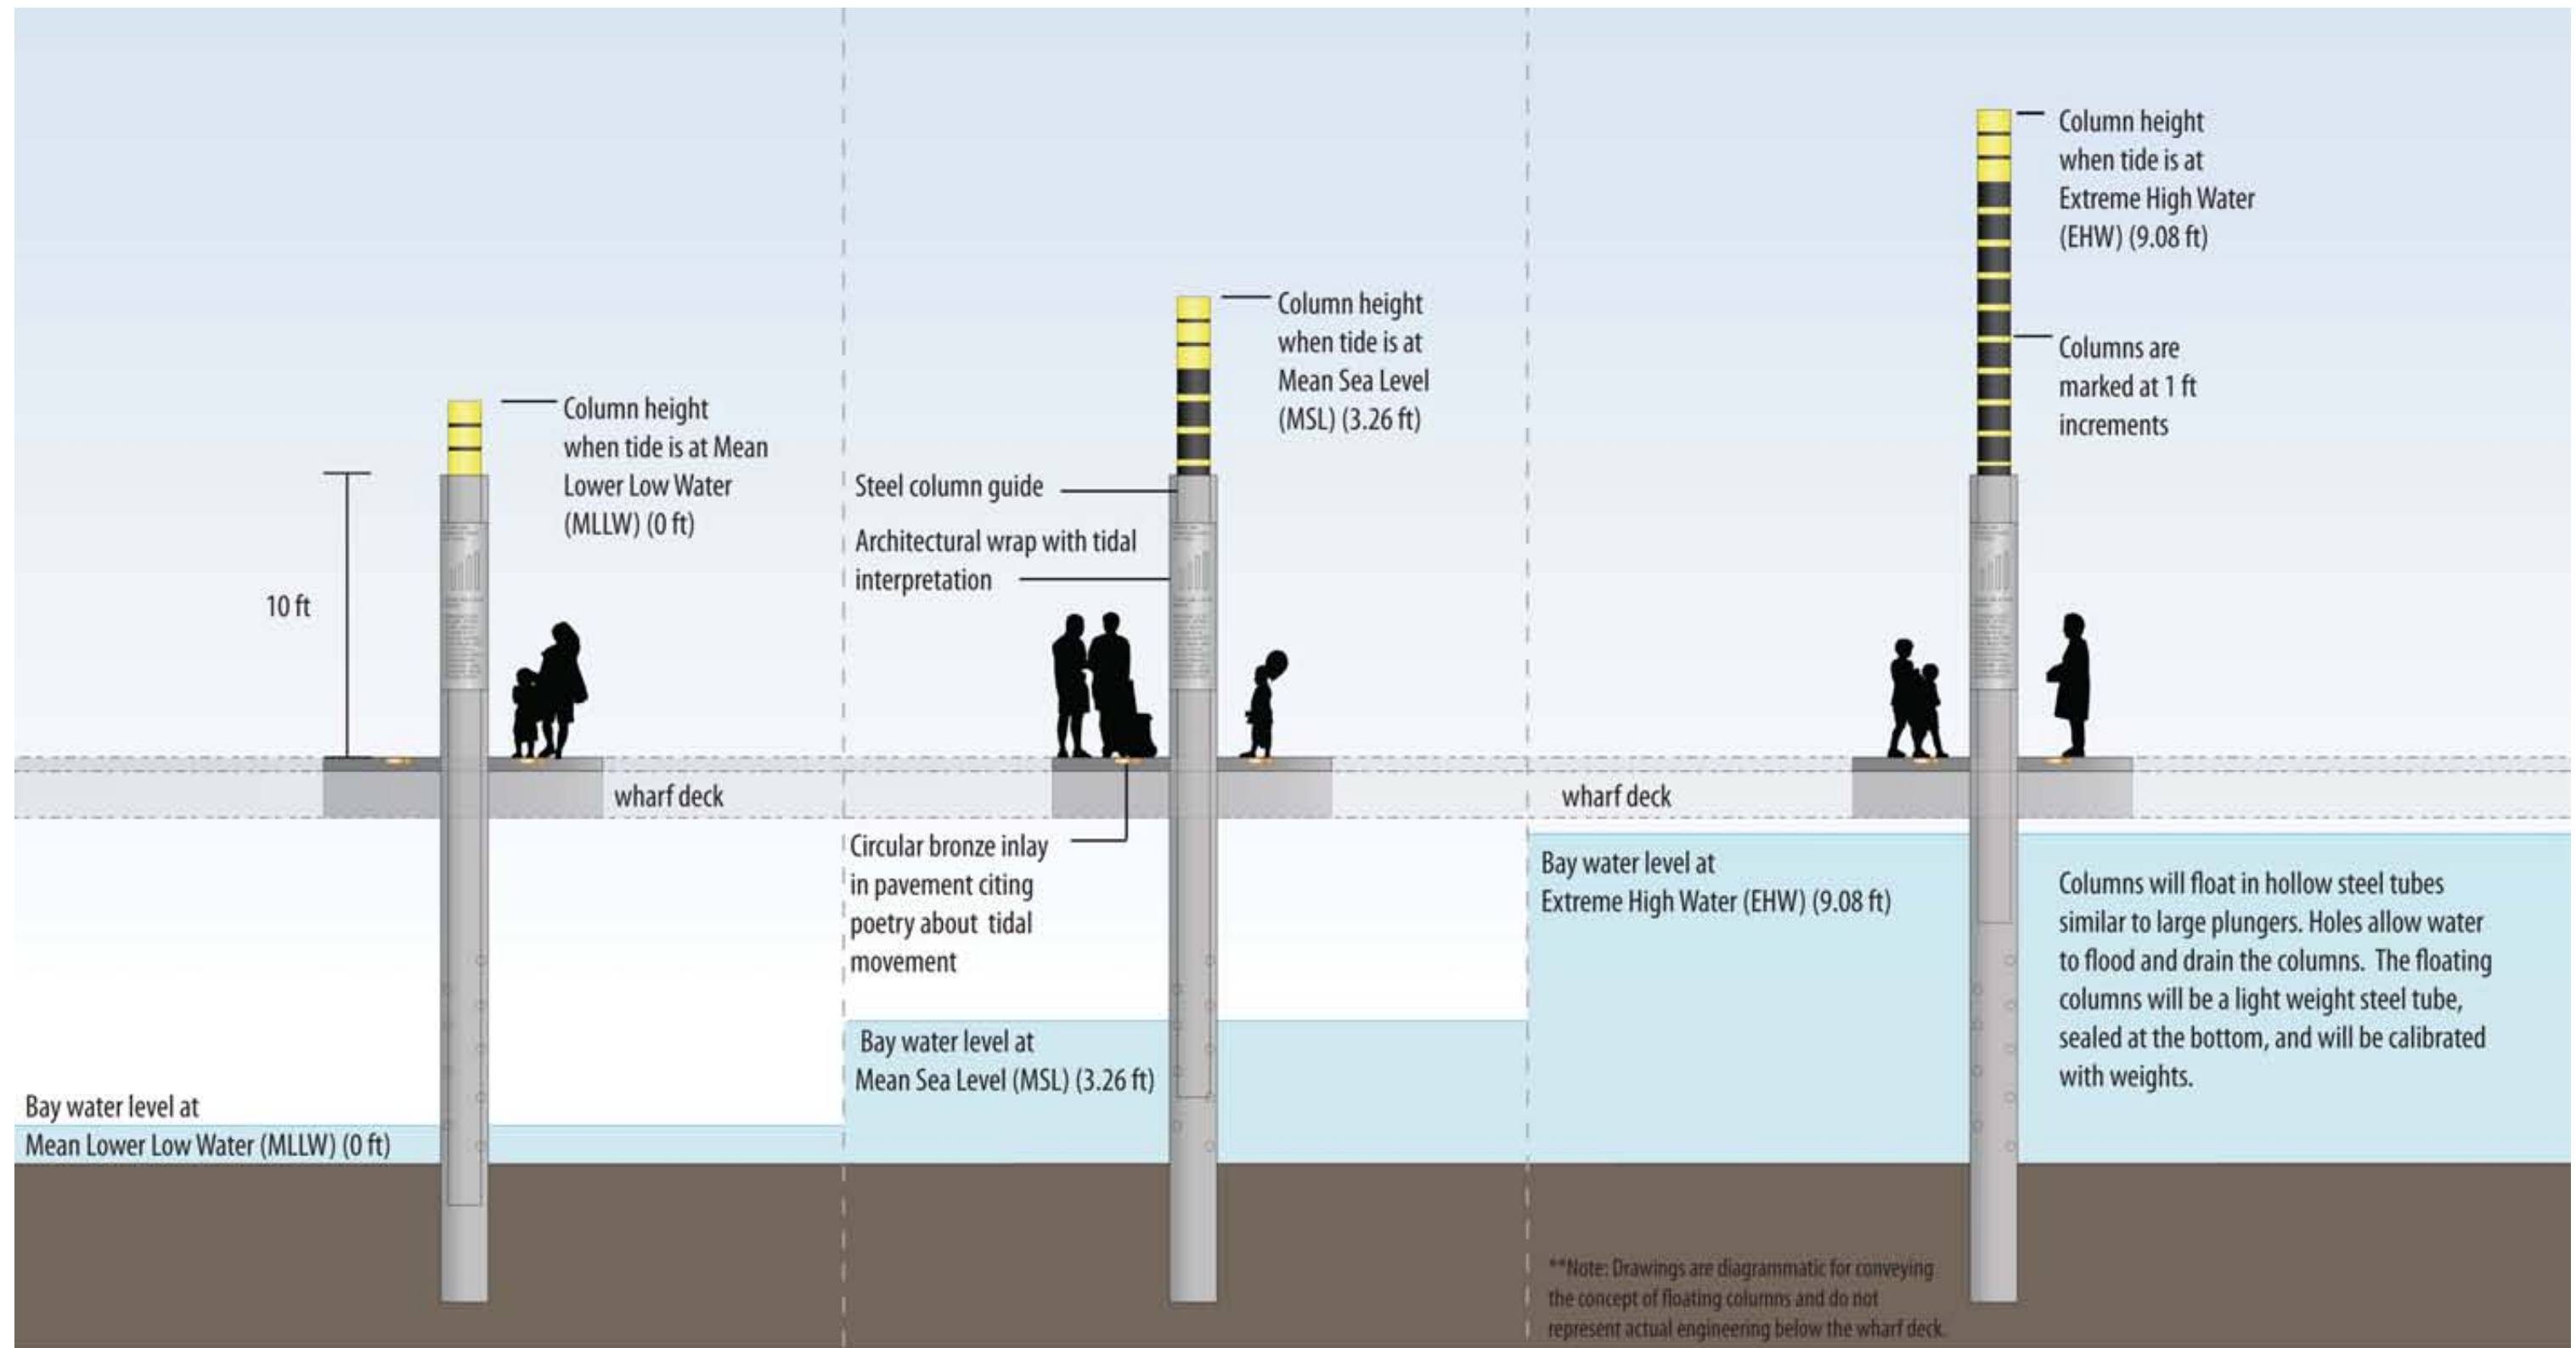 Column height
when tide is at Mean
Lower Low Water
(MLLW) (0 ft)
10 ft
wharf deck
Bay water level at
Mean Lower Low Water (MLLW) (0 ft)
Column height
when tide is at
Mean Sea Level
(MSL) (3.26 ft)
Steel column guide
Architectural wrap with tidal
interpretation
Circular bronze inlay
in pavement citing
poetry about tidal
movement
Bay water level at
Mean Sea Level (MSL) (3.26 ft)
Column height
when tide is at
Extreme High Water
(EHW) (9.08 ft)
Columns are
marked at 1 ft
increments
wharf deck
Bay water level at
Extreme High Water (EHW) (9.08 ft)
Columns will float in hollow steel tubes
similar to large plungers. Holes allow water
to flood and drain the columns. The floating
columns will be a light weight steel tube,
sealed at the bottom, and will be calibrated
with weights.
**Note: Drawings are diagrammatic for conveying
the concept of floating columns and do not
represent actual engineering below the wharf deck.